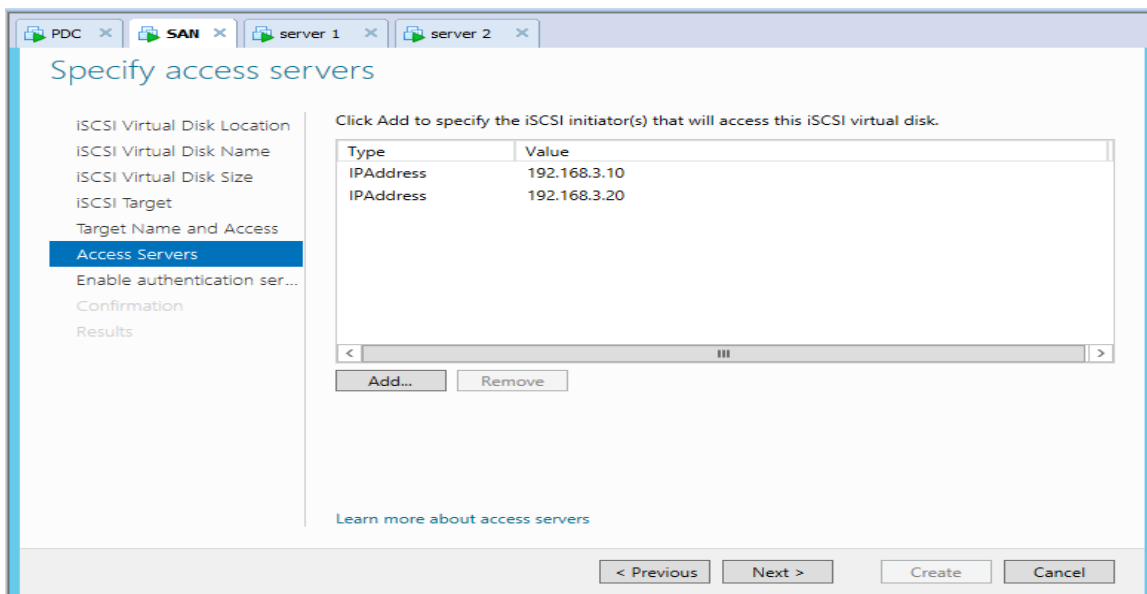 PDC × SAN × server 1 × server 2 ×
Specify access servers
iSCSI Virtual Disk Location
iSCSI Virtual Disk Name
iSCSI Virtual Disk Size
iSCSI Target
Target Name and Access
Access Servers
Enable authentication ser...
Confirmation
Results
Click Add to specify the iSCSI initiator(s) that will access this iSCSI virtual disk.
Type Value
IPAddress 192.168.3.10
IPAddress 192.168.3.20
Add... Remove
Learn more about access servers
< Previous Next > Create Cancel